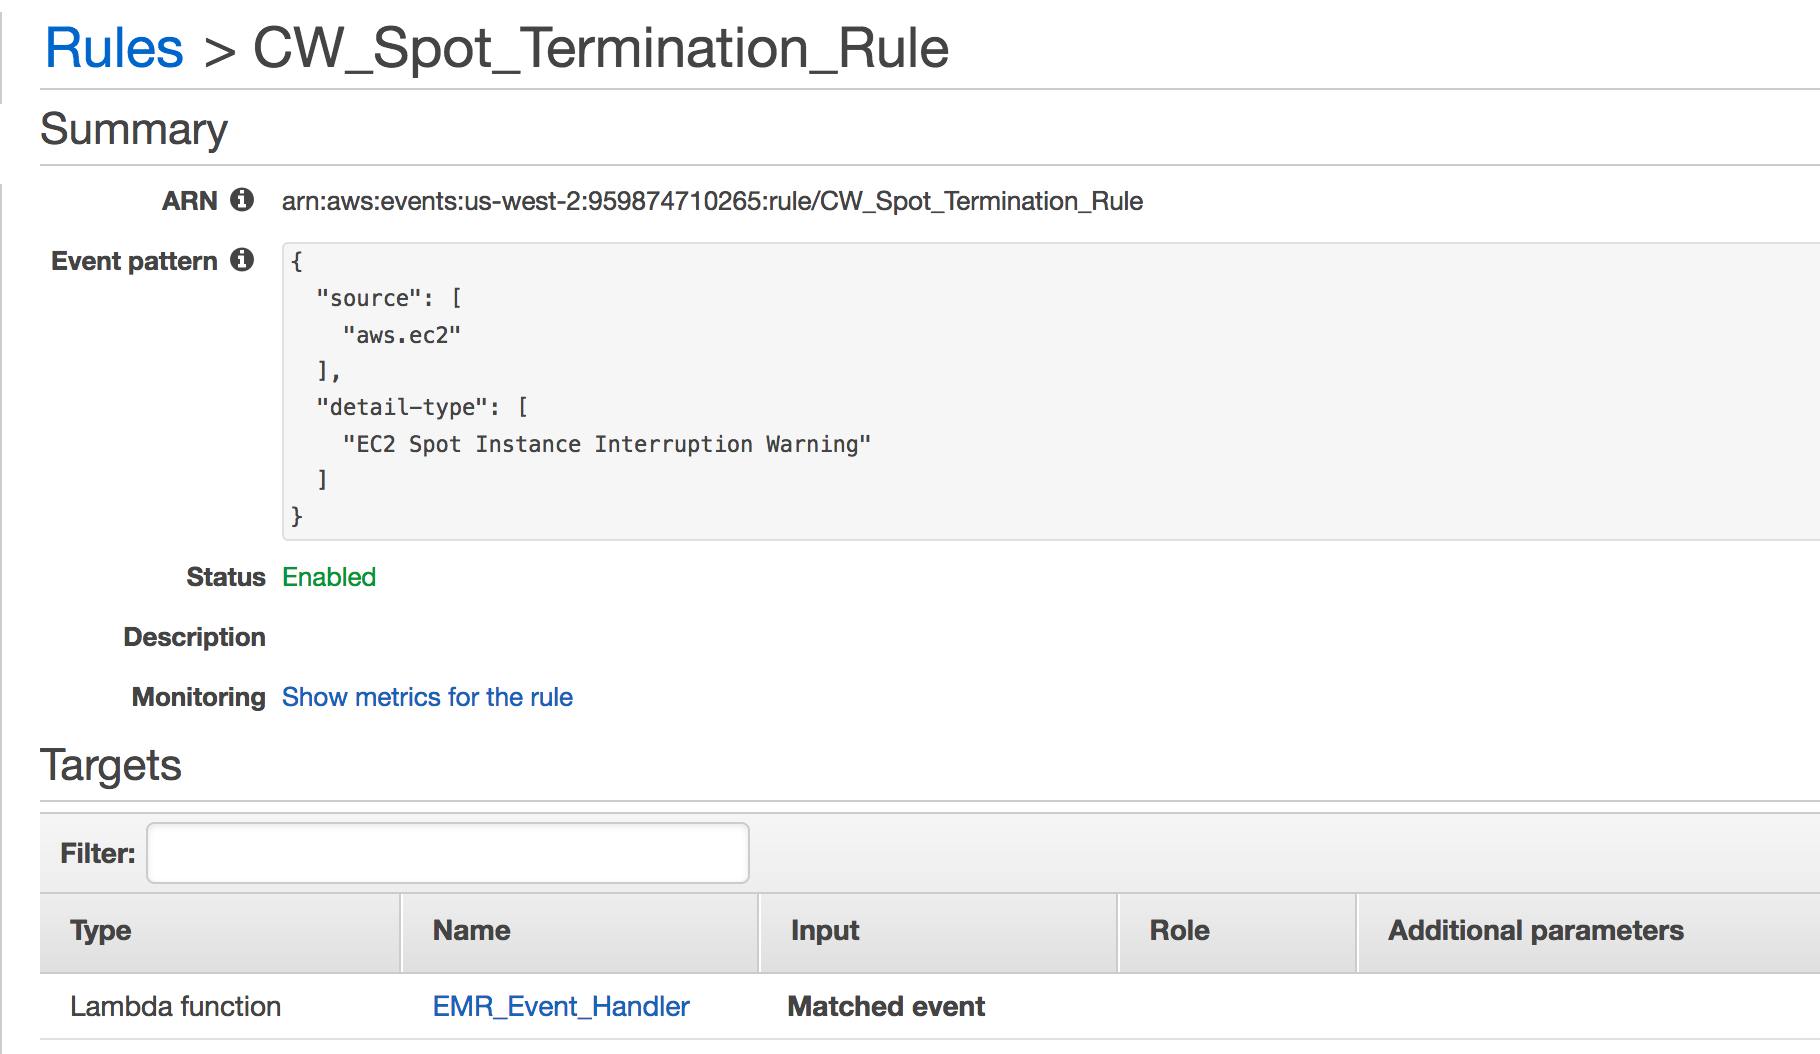 Rules > CW_Spot_Termination_Rule
Summary
ARN arn:aws:events:us-west-2:959874710265:rule/CW_Spot_Termination_Rule
Event pattern {
"source": [
"aws.ec2"
],
"detail-type": [
"EC2 Spot Instance Interruption Warning"
]
}
Status Enabled
Description
Monitoring Show metrics for the rule
Targets
Filter:
Type Name Input Role Additional parameters
Lambda function EMR_Event_Handler Matched event